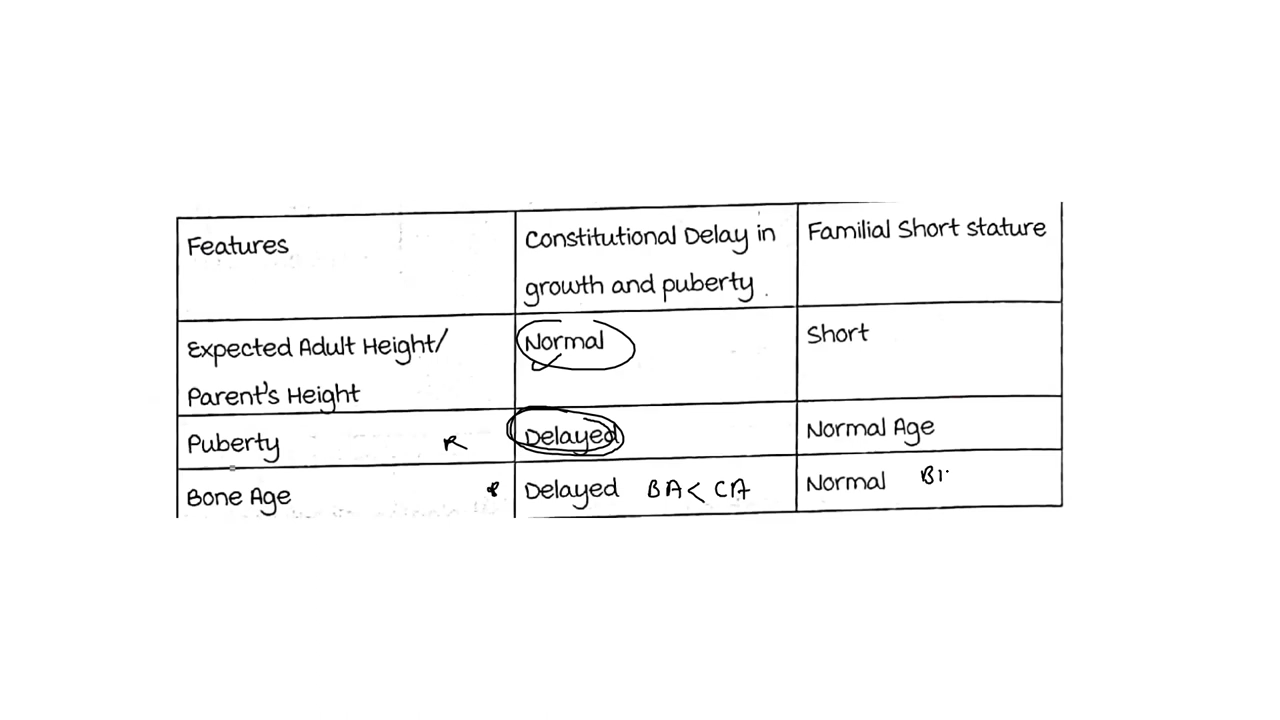 Features
Constitutional Delay in
growth and puberty.
Familial Short stature
Expected Adult Height/
Parent's Height
Normal
Short
Puberty
Delayed
Normal Age
Bone Age
Delayed BA < CA
Normal